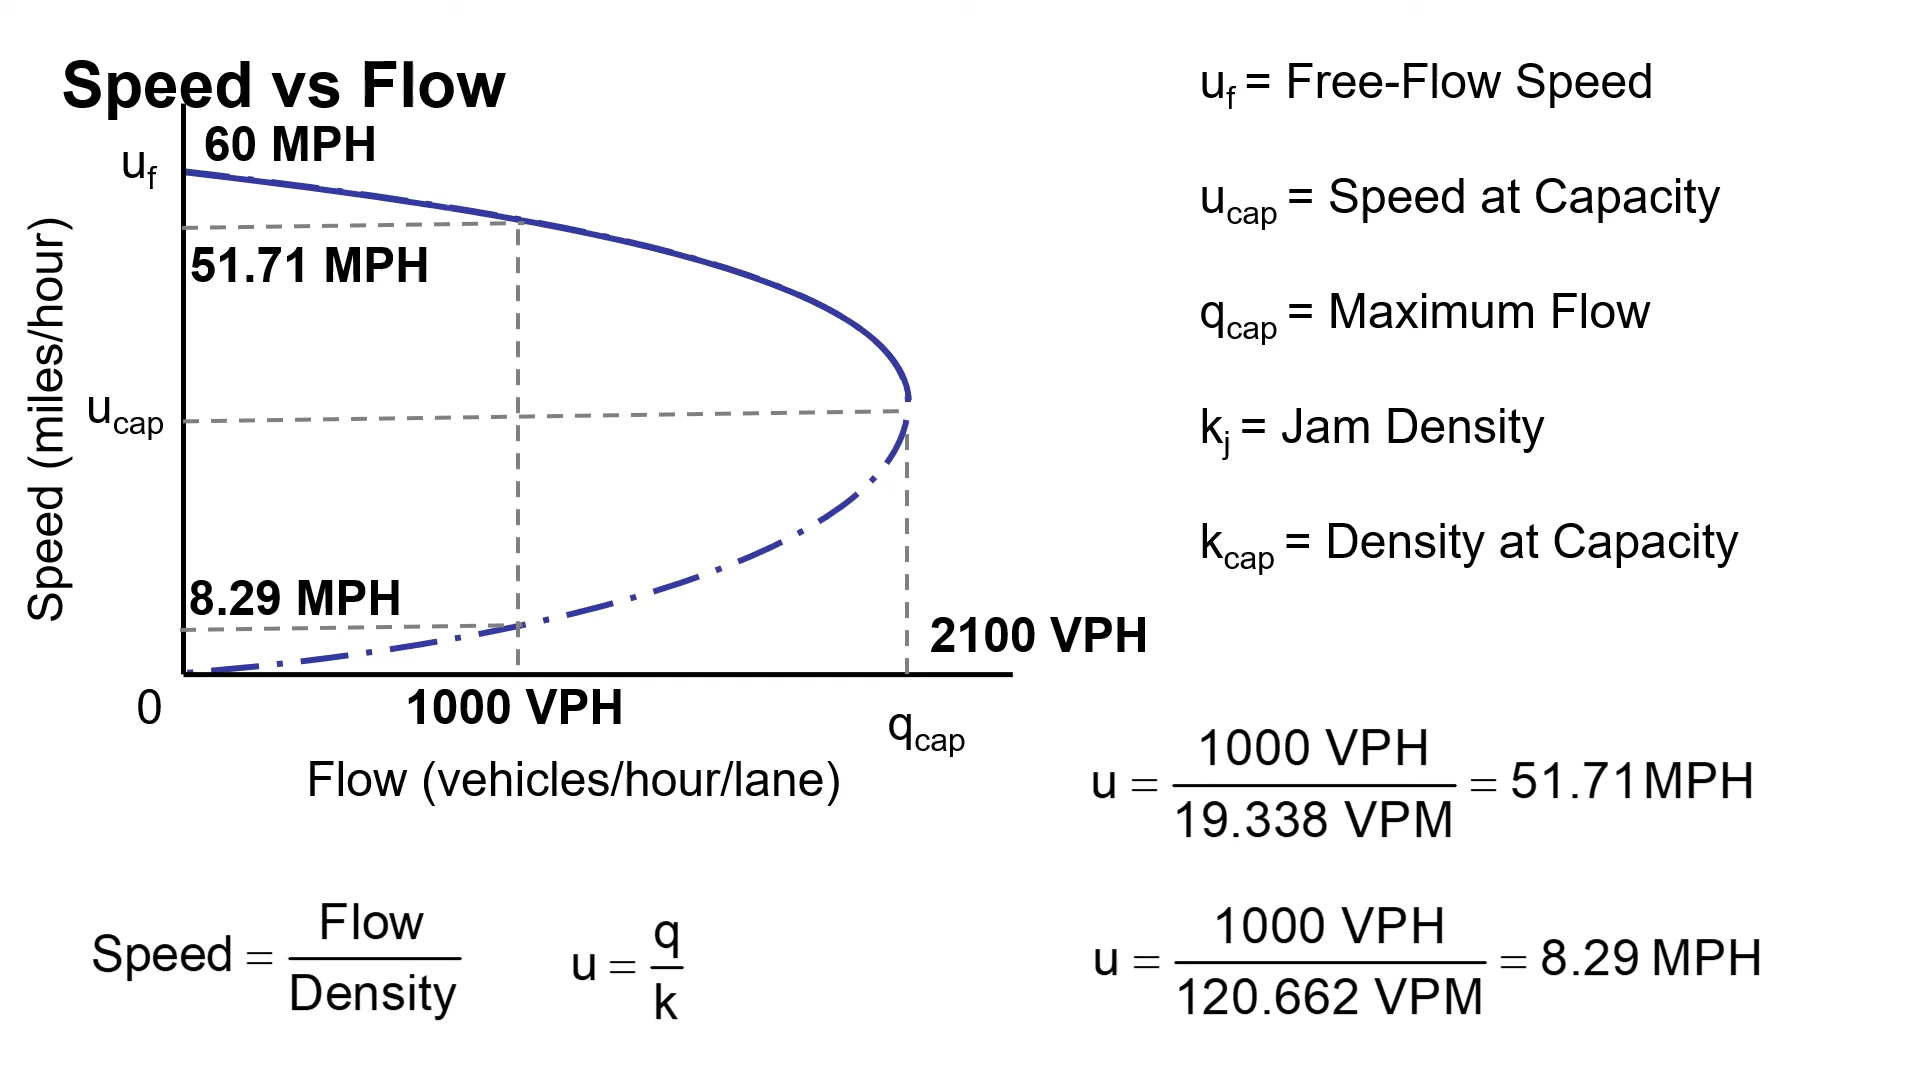 Speed vs Flow
60 MPH
u_f
51.71 MPH
Speed (miles/hour)
u_cap
8.29 MPH
2100 VPH
0
1000 VPH
q_cap
Flow (vehicles/hour/lane)
u_f = Free-Flow Speed
u_cap = Speed at Capacity
q_cap = Maximum Flow
k_j = Jam Density
k_cap = Density at Capacity
u = 1000 VPH / 19.338 VPM = 51.71 MPH
Speed = Flow / Density
u = q / k
u = 1000 VPH / 120.662 VPM = 8.29 MPH